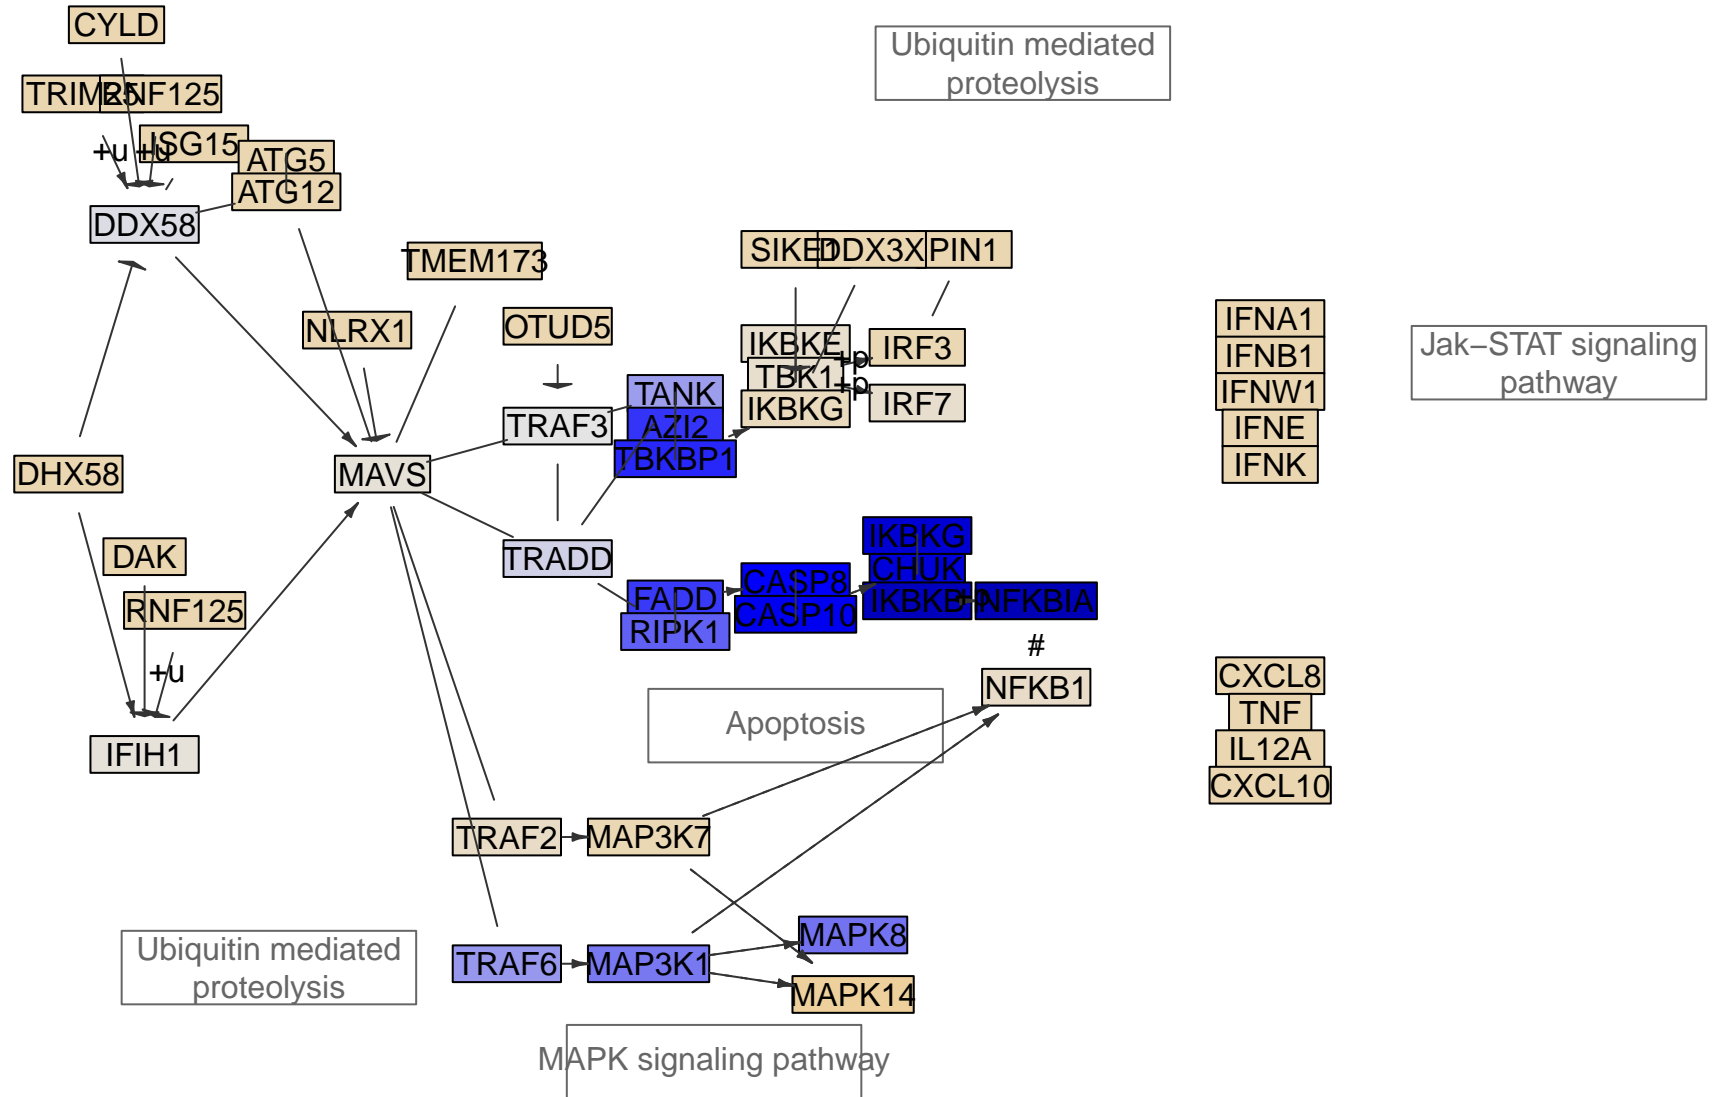 CYLD
Ubiquitin mediated
proteolysis
TRIM25
RNF125
+u
+u
ISG15
ATG5
ATG12
DDX58
TMEM173
SIKE1
DDX3X
PIN1
NLRX1
OTUD5
IKBKE
+p
IRF3
TBK1
+p
IKBKG
IRF7
IFNA1
IFNB1
IFNW1
IFNE
IFNK
Jak−STAT signaling
pathway
TANK
AZI2
TBKBP1
TRAF3
DHX58
MAVS
DAK
RNF125
+u
IFIH1
TRADD
FADD
RIPK1
CASP8
CASP10
IKBKG
CHUK
IKBKB
+p
NFKBIA
#
NFKB1
Apoptosis
CXCL8
TNF
IL12A
CXCL10
TRAF2
MAP3K7
TRAF6
MAP3K1
MAPK8
MAPK14
Ubiquitin mediated
proteolysis
MAPK signaling pathway